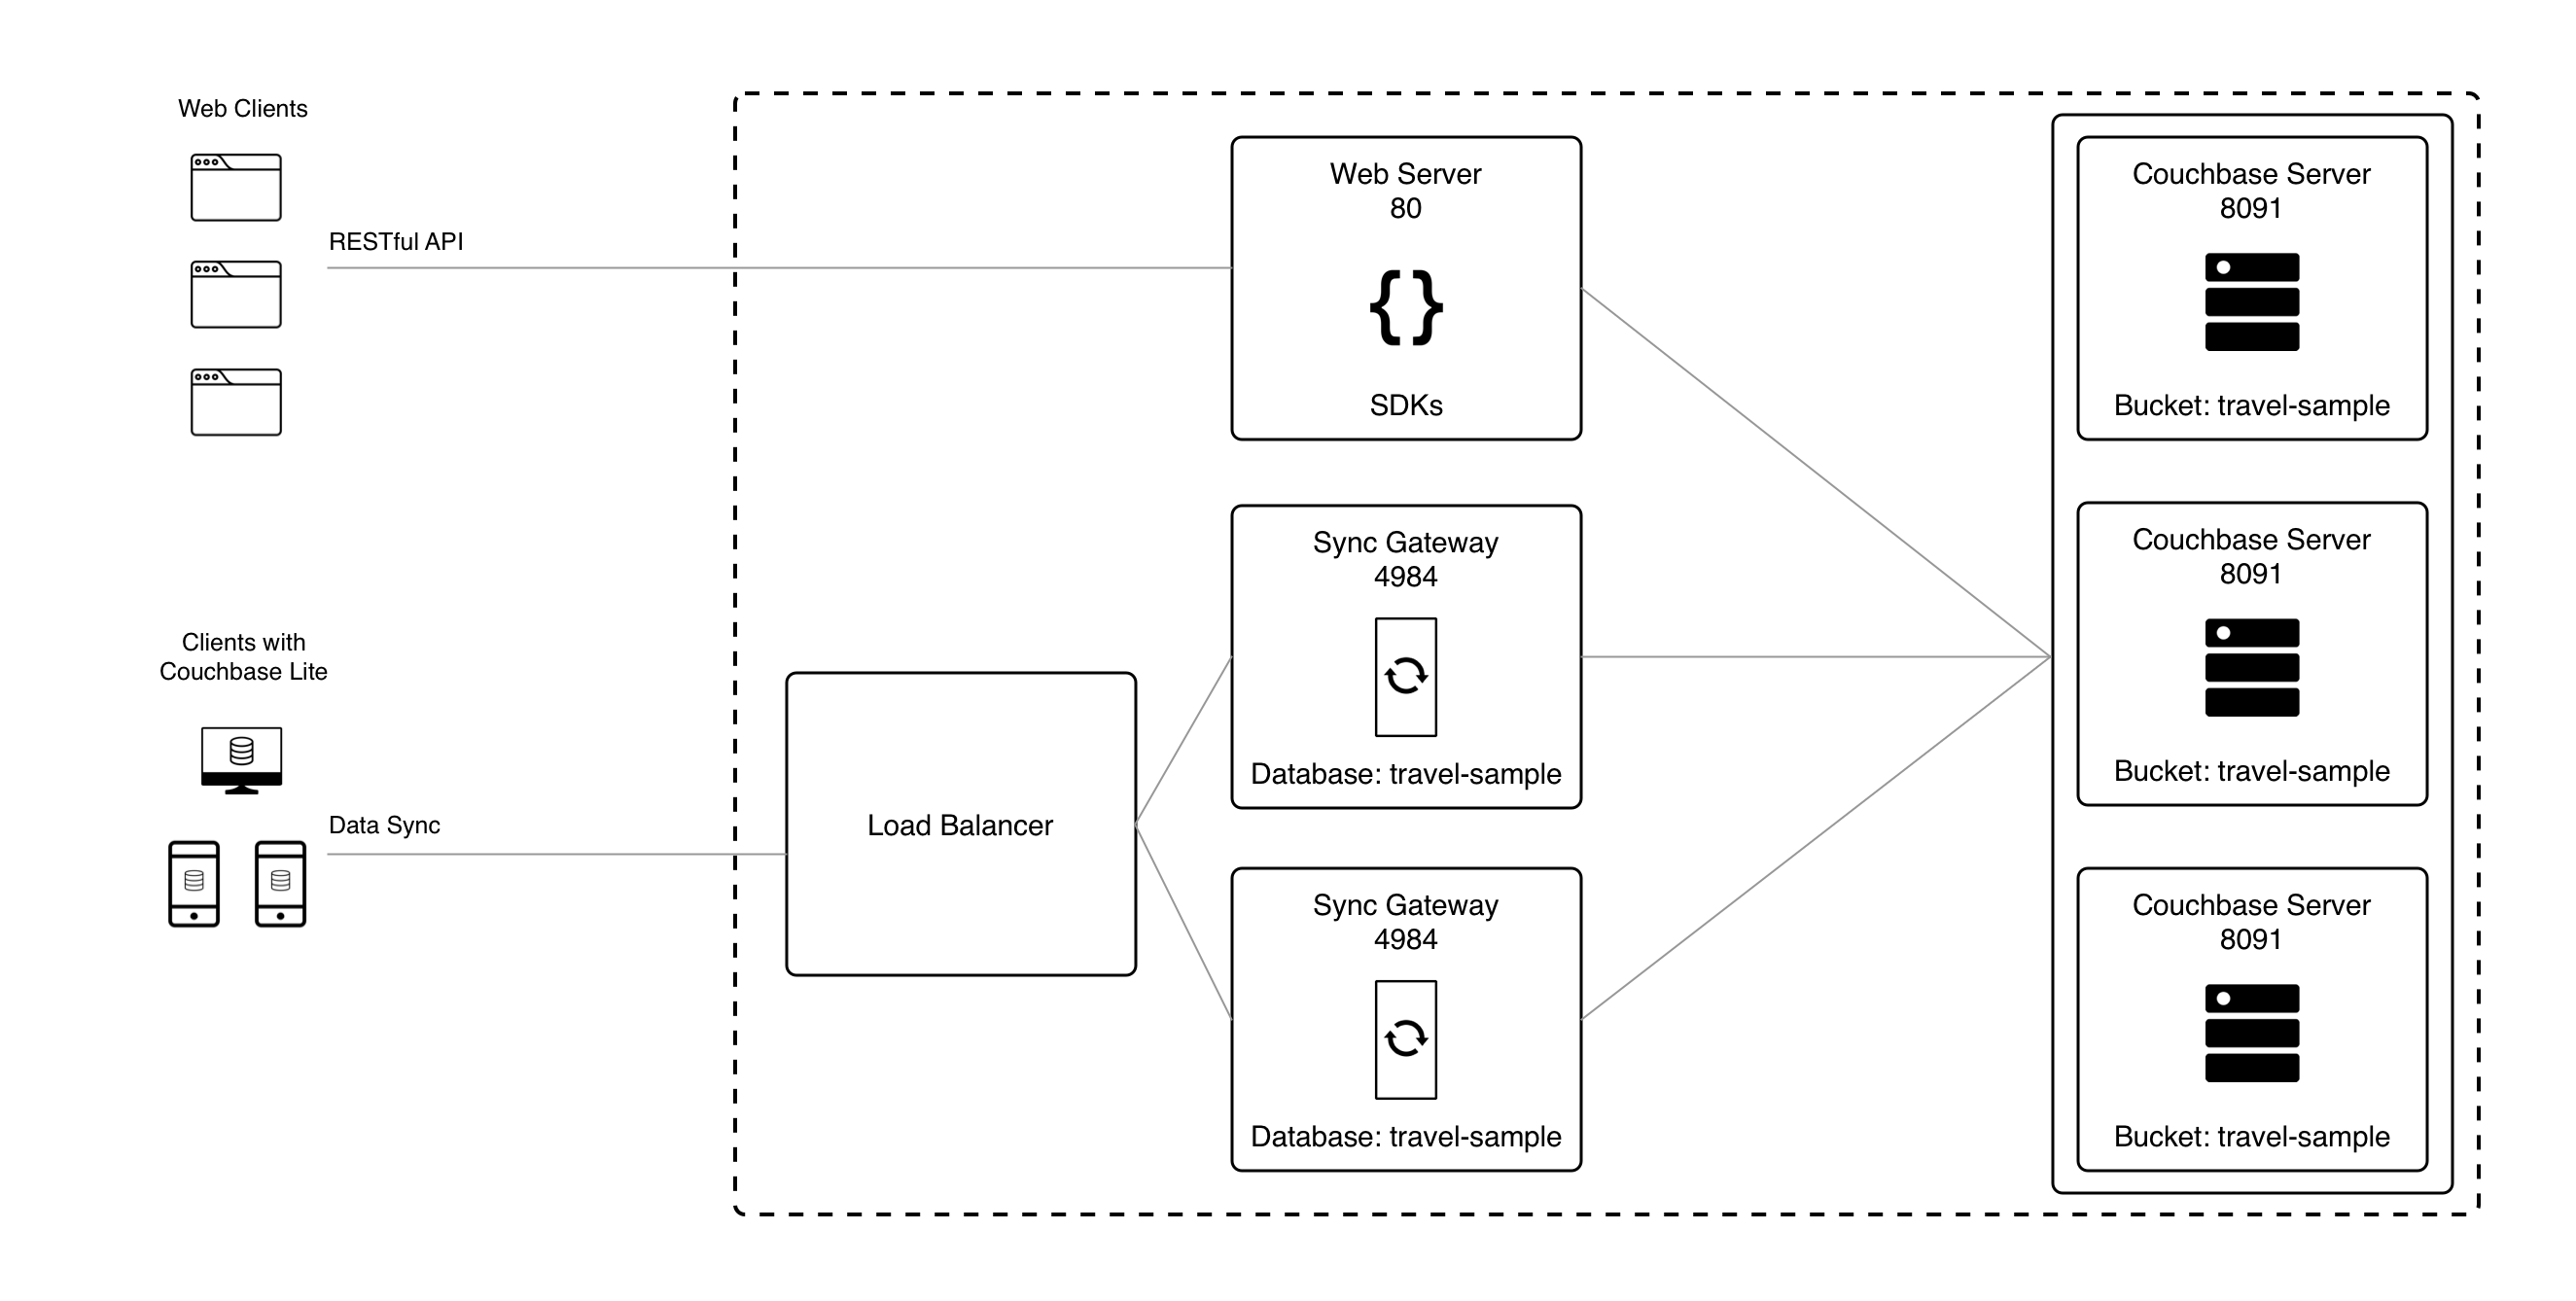 Web Clients
RESTful API
Clients with
Couchbase Lite
Data Sync
Load Balancer
Web Server
80
{}
SDKs
Sync Gateway
4984
Database: travel-sample
Sync Gateway
4984
Database: travel-sample
Couchbase Server
8091
Bucket: travel-sample
Couchbase Server
8091
Bucket: travel-sample
Couchbase Server
8091
Bucket: travel-sample